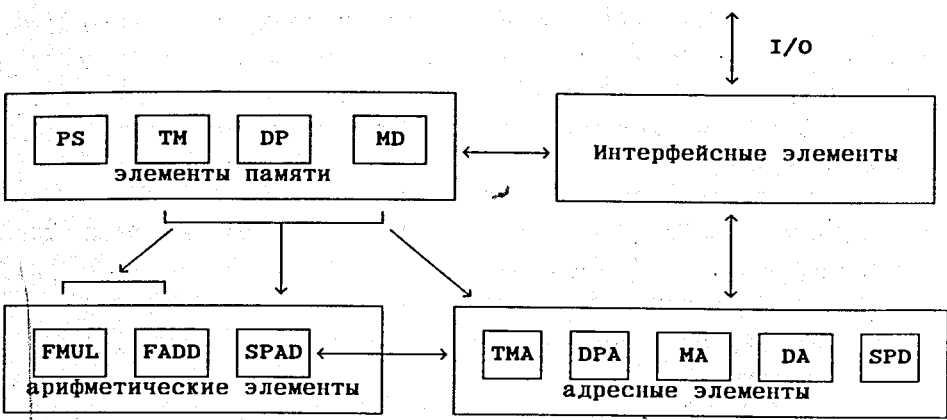 I/O
PS TM DP MD
элементы памяти
Интерфейсные элементы
FMUL FADD SPAD
арифметические элементы
TMA DPA MA DA SPD
адресные элементы